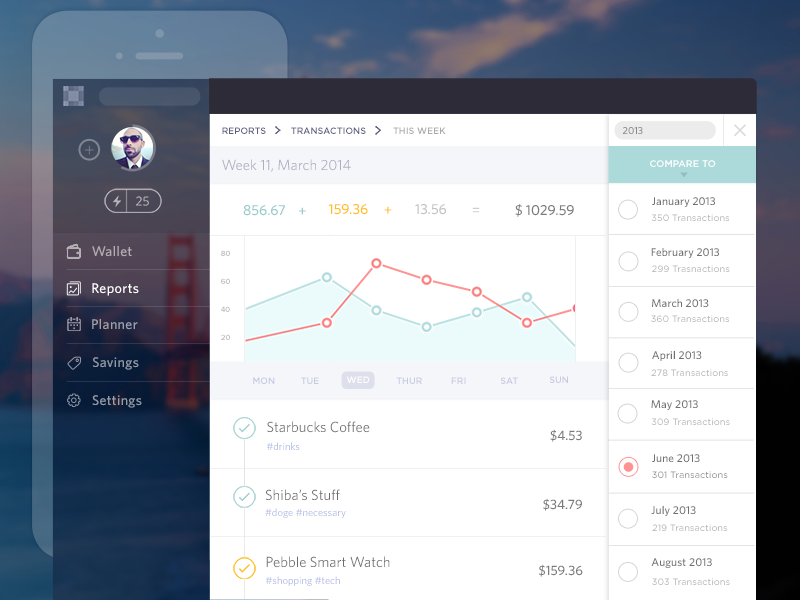 25
Wallet
Reports
Planner
Savings
Settings
REPORTS > TRANSACTIONS > THIS WEEK
Week 11, March 2014
856.67 + 159.36 + 13.56 = $ 1029.59
80
60
40
20
MON TUE WED THUR FRI SAT SUN
Starbucks Coffee
#drinks
$4.53
Shiba's Stuff
#doge #necessary
$34.79
Pebble Smart Watch
#shopping #tech
$159.36
2013
COMPARE TO
January 2013
350 Transactions
February 2013
299 Trasnactions
March 2013
360 Transactions
April 2013
278 Transactions
May 2013
309 Transactions
June 2013
301 Transactions
July 2013
219 Transactions
August 2013
303 Transactions